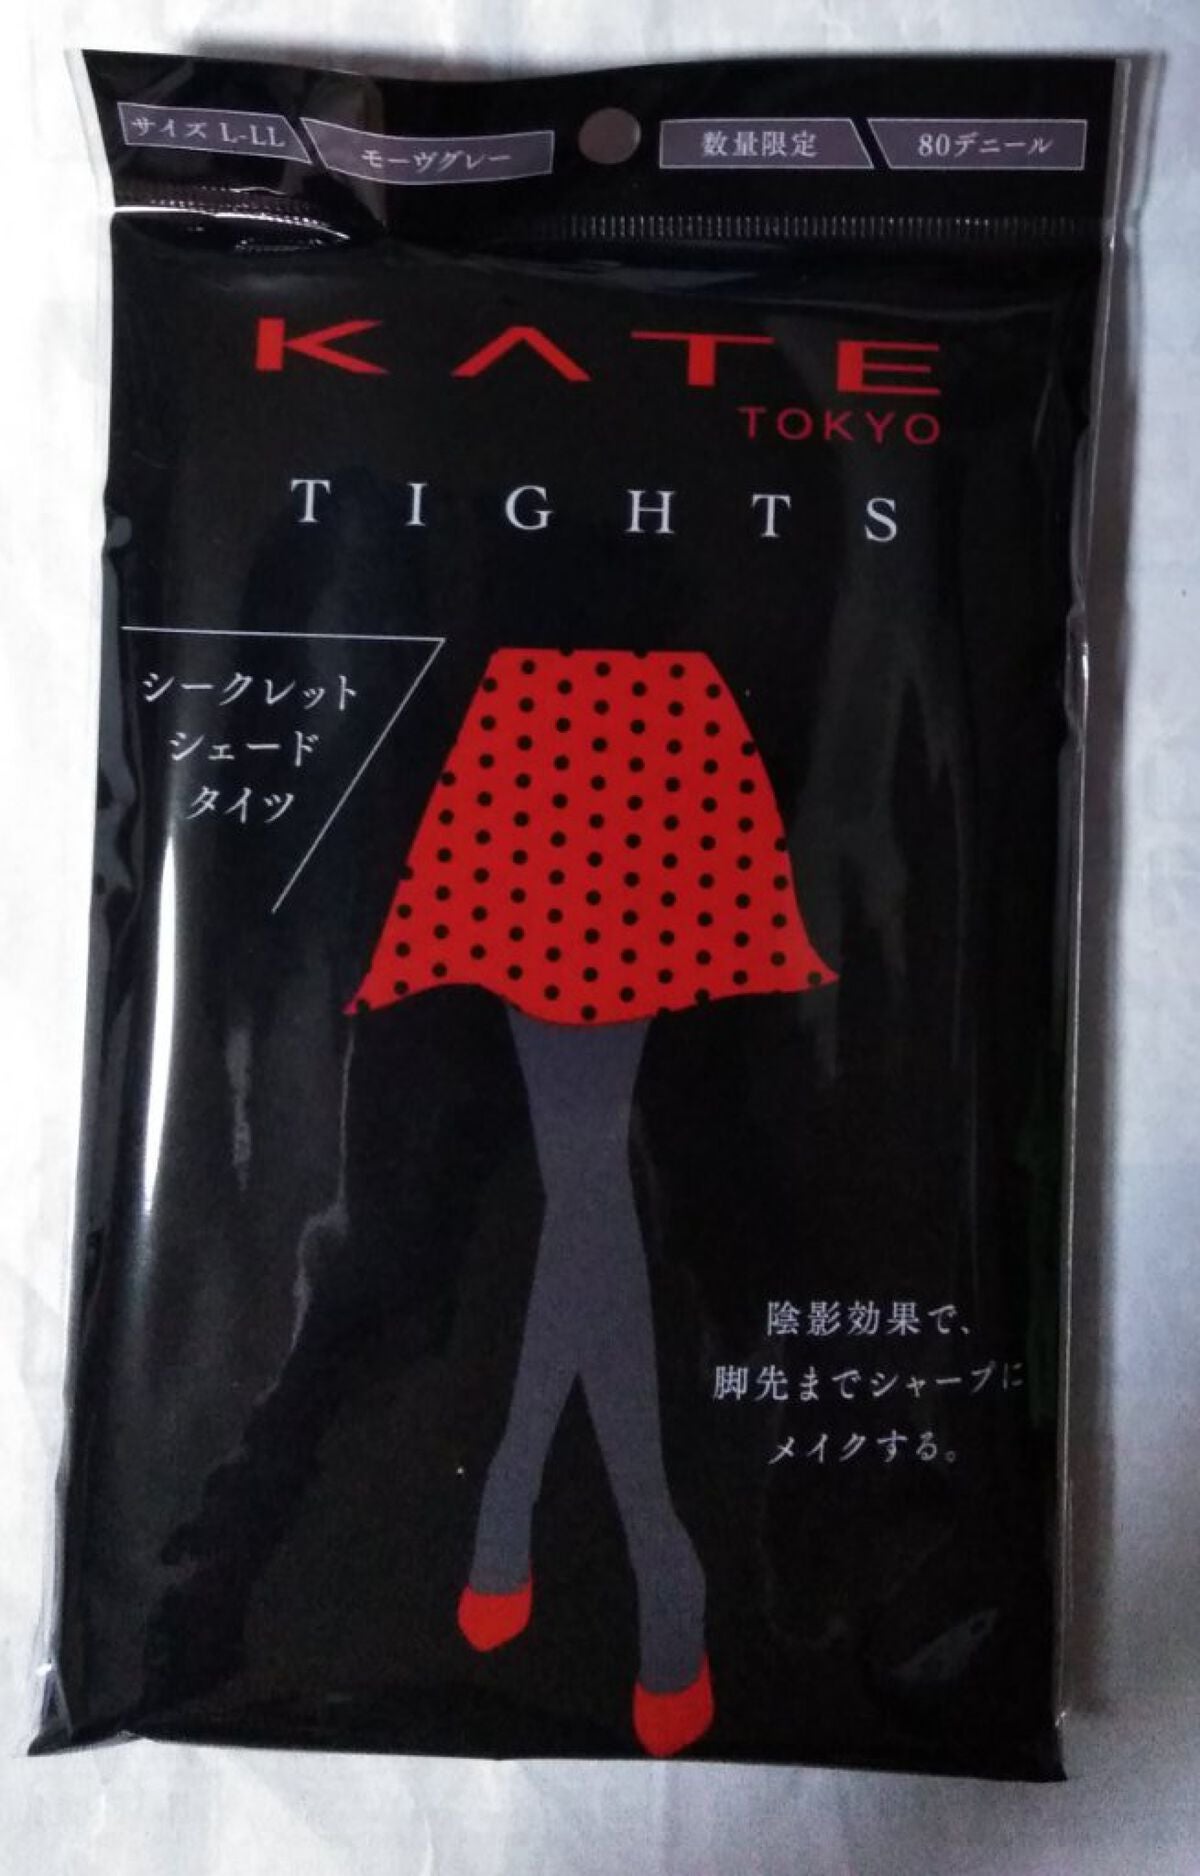 サイズ L-LL
モーヴグレー
数量限定
80デニール
KATE
TOKYO
TIGHTS
シークレット
シェード
タイツ
陰影効果で、
脚先までシャープに
メイクする。